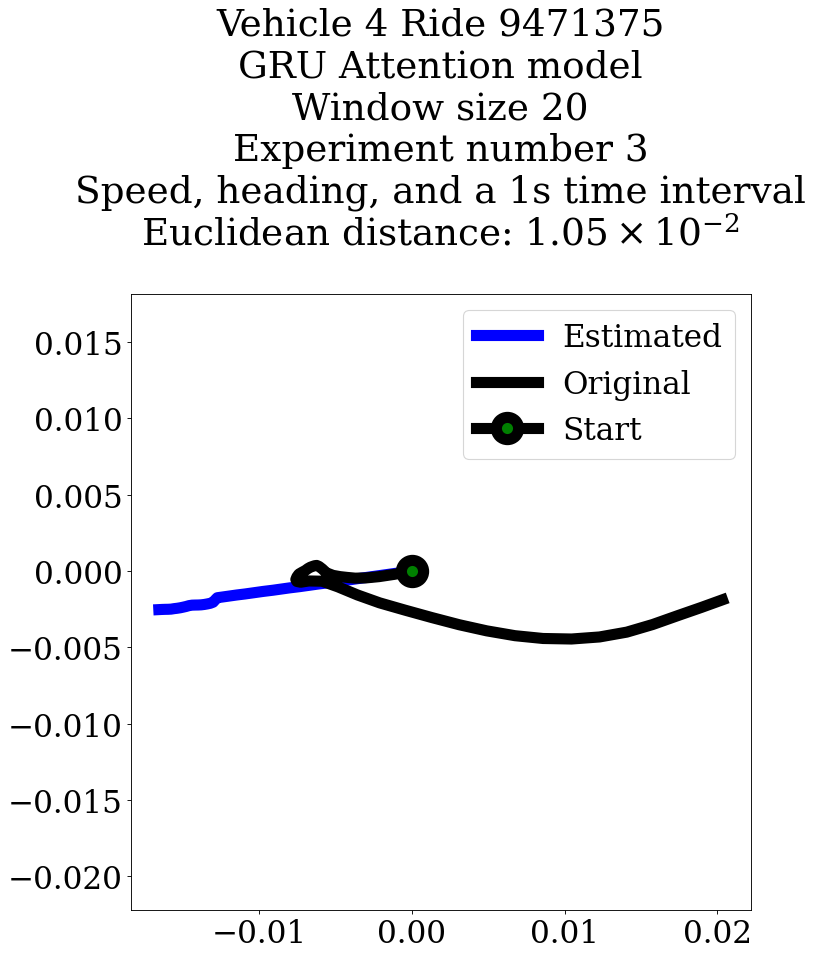 Vehicle 4 Ride 9471375
GRU Attention model
Window size 20
Experiment number 3
Speed, heading, and a 1s time interval
Euclidean distance: 1.05 × 10⁻²
Estimated
Original
Start
0.015
0.010
0.005
0.000
−0.005
−0.010
−0.015
−0.020
−0.01 0.00 0.01 0.02